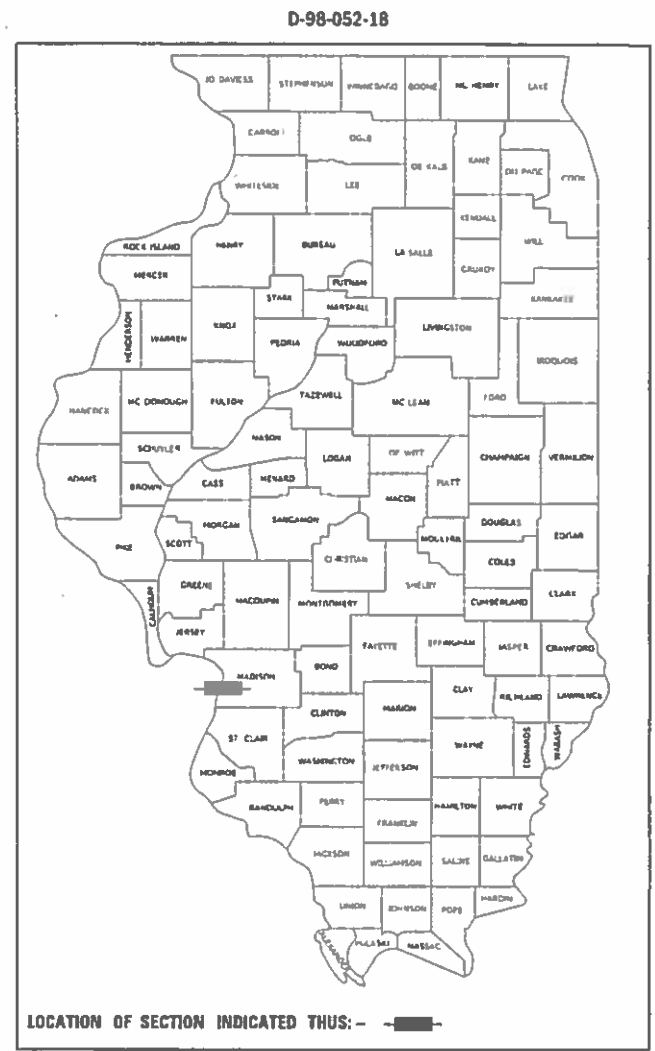 D-98-052-18
JO DAVIESS STEPHENSON WINNEBAGO BOONE MC HENRY LAKE
CARROLL OGLE DE KALB KANE DU PAGE COOK
WHITESIDE LEE KENDALL WILL
ROCK ISLAND HENRY BUREAU LA SALLE GRUNDY
MERCER PUTNAM KANKAKEE
HENDERSON WARREN KNOX STARK MARSHALL LIVINGSTON
PEORIA WOODFORD IROQUOIS
HANCOCK MC DONOUGH FULTON TAZEWELL MC LEAN FORD
MASON
SCHUYLER LOGAN DE WITT CHAMPAIGN VERMILION
ADAMS BROWN CASS MENARD MACON PIATT
PIKE SCOTT MORGAN SANGAMON MOULTRIE DOUGLAS EDGAR
CHRISTIAN COLES
CALHOUN GREENE MACOUPIN MONTGOMERY SHELBY CUMBERLAND CLARK
JERSEY FAYETTE EFFINGHAM JASPER CRAWFORD
MADISON BOND CLAY RICHLAND LAWRENCE
CLINTON MARION
ST CLAIR WAYNE EDWARDS WABASH
MONROE WASHINGTON JEFFERSON
RANDOLPH PERRY HAMILTON WHITE
FRANKLIN
JACKSON WILLIAMSON SALINE GALLATIN
UNION JOHNSON POPE HARDIN
PULASKI MASSAC
LOCATION OF SECTION INDICATED THUS: -